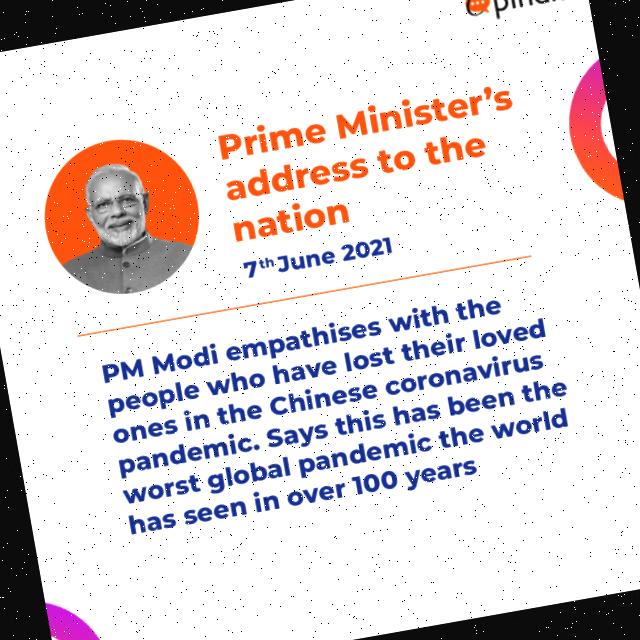 Prime Minister's
address to the
nation
7th June 2021
PM Modi empathises with the
people who have lost their loved
ones in the Chinese coronavirus
pandemic. Says this has been the
worst global pandemic the world
has seen in over 100 years